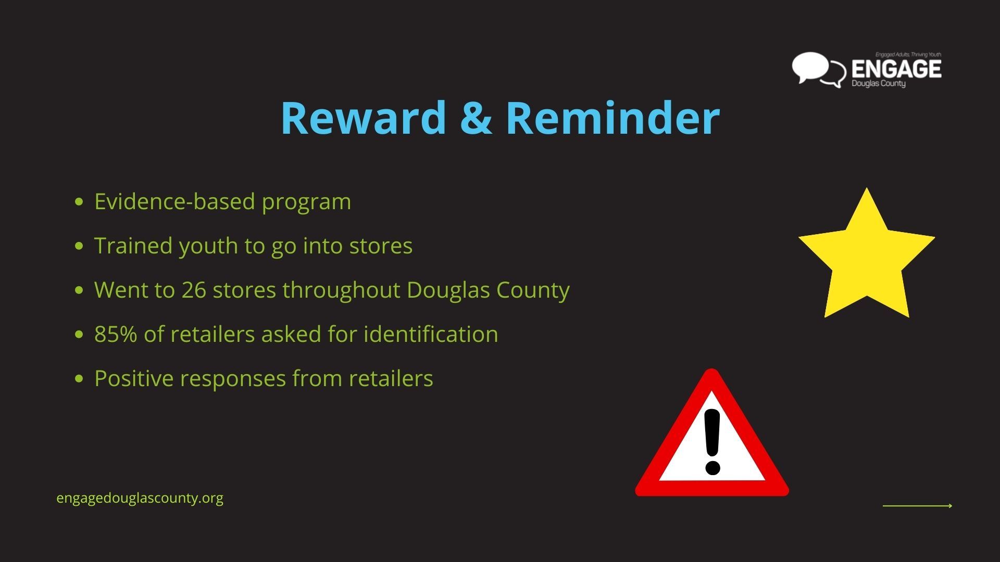 Engaged Adults, Thriving Youth.
ENGAGE
Douglas County
Reward & Reminder
Evidence-based program
Trained youth to go into stores
Went to 26 stores throughout Douglas County
85% of retailers asked for identification
Positive responses from retailers
engagedouglascounty.org